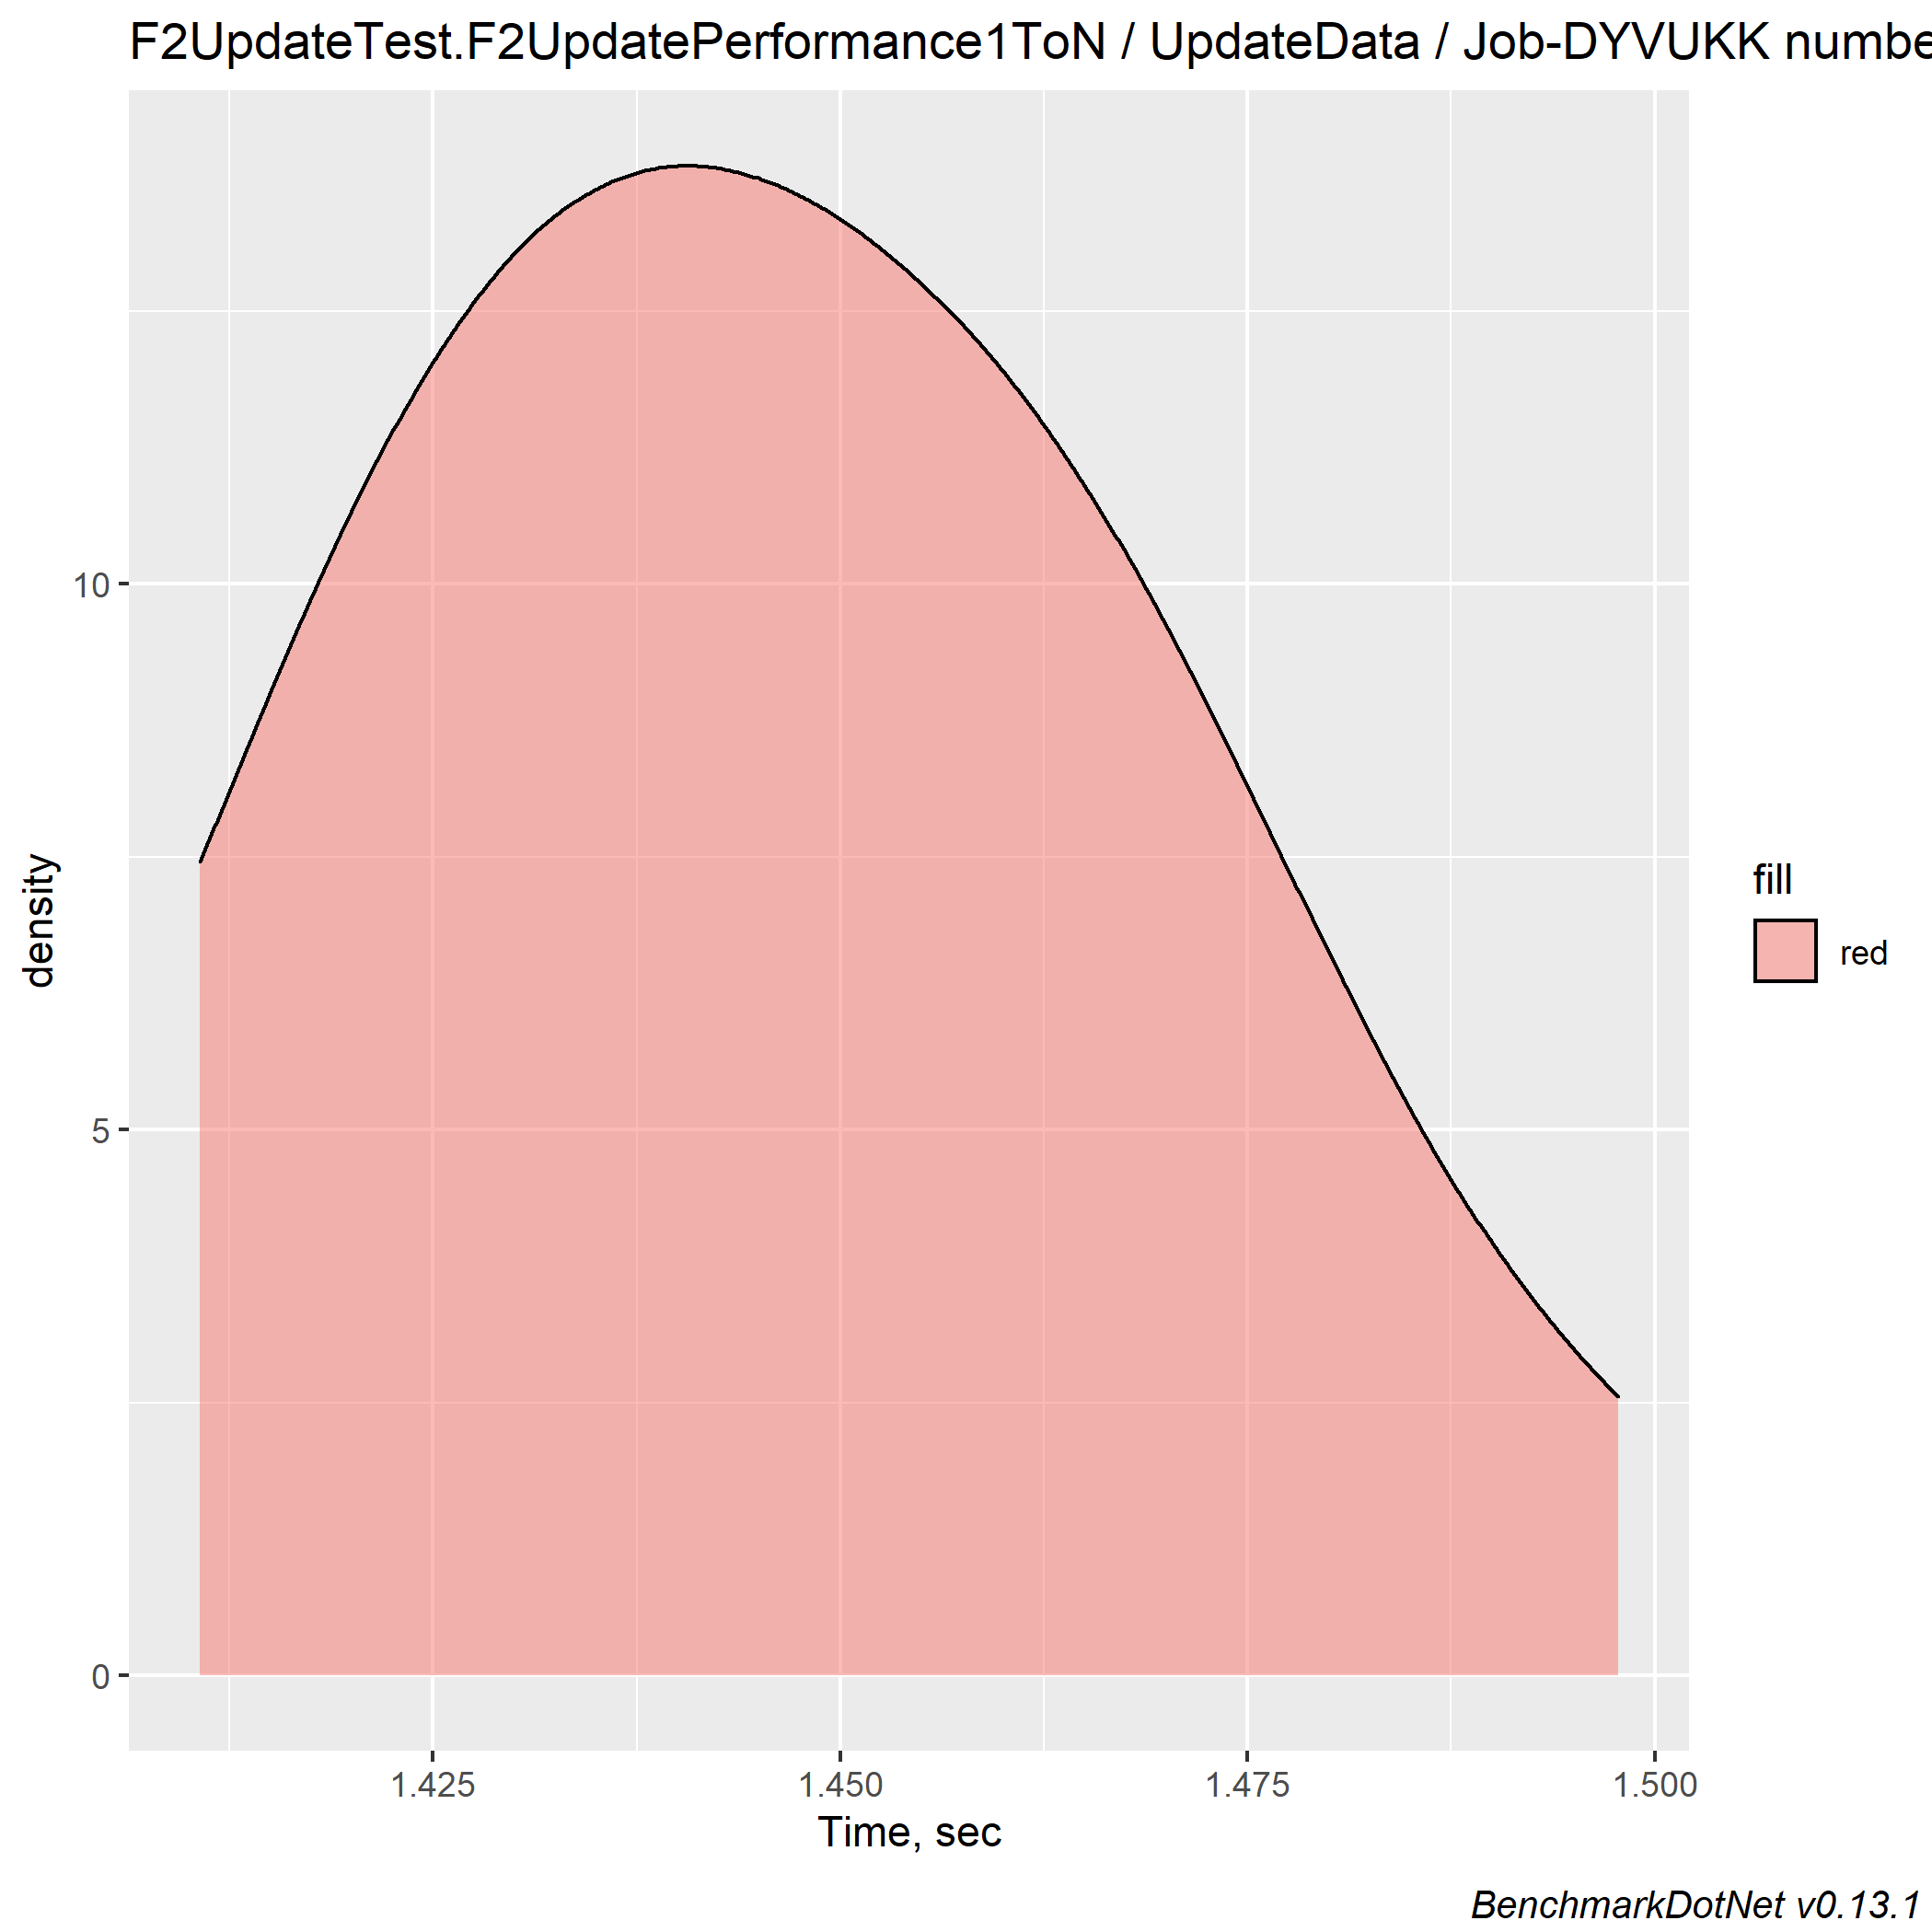 F2UpdateTest.F2UpdatePerformance1ToN / UpdateData / Job-DYVUKK numbe
density
10
5
0
1.425 1.450 1.475 1.500
Time, sec
fill
red
BenchmarkDotNet v0.13.1